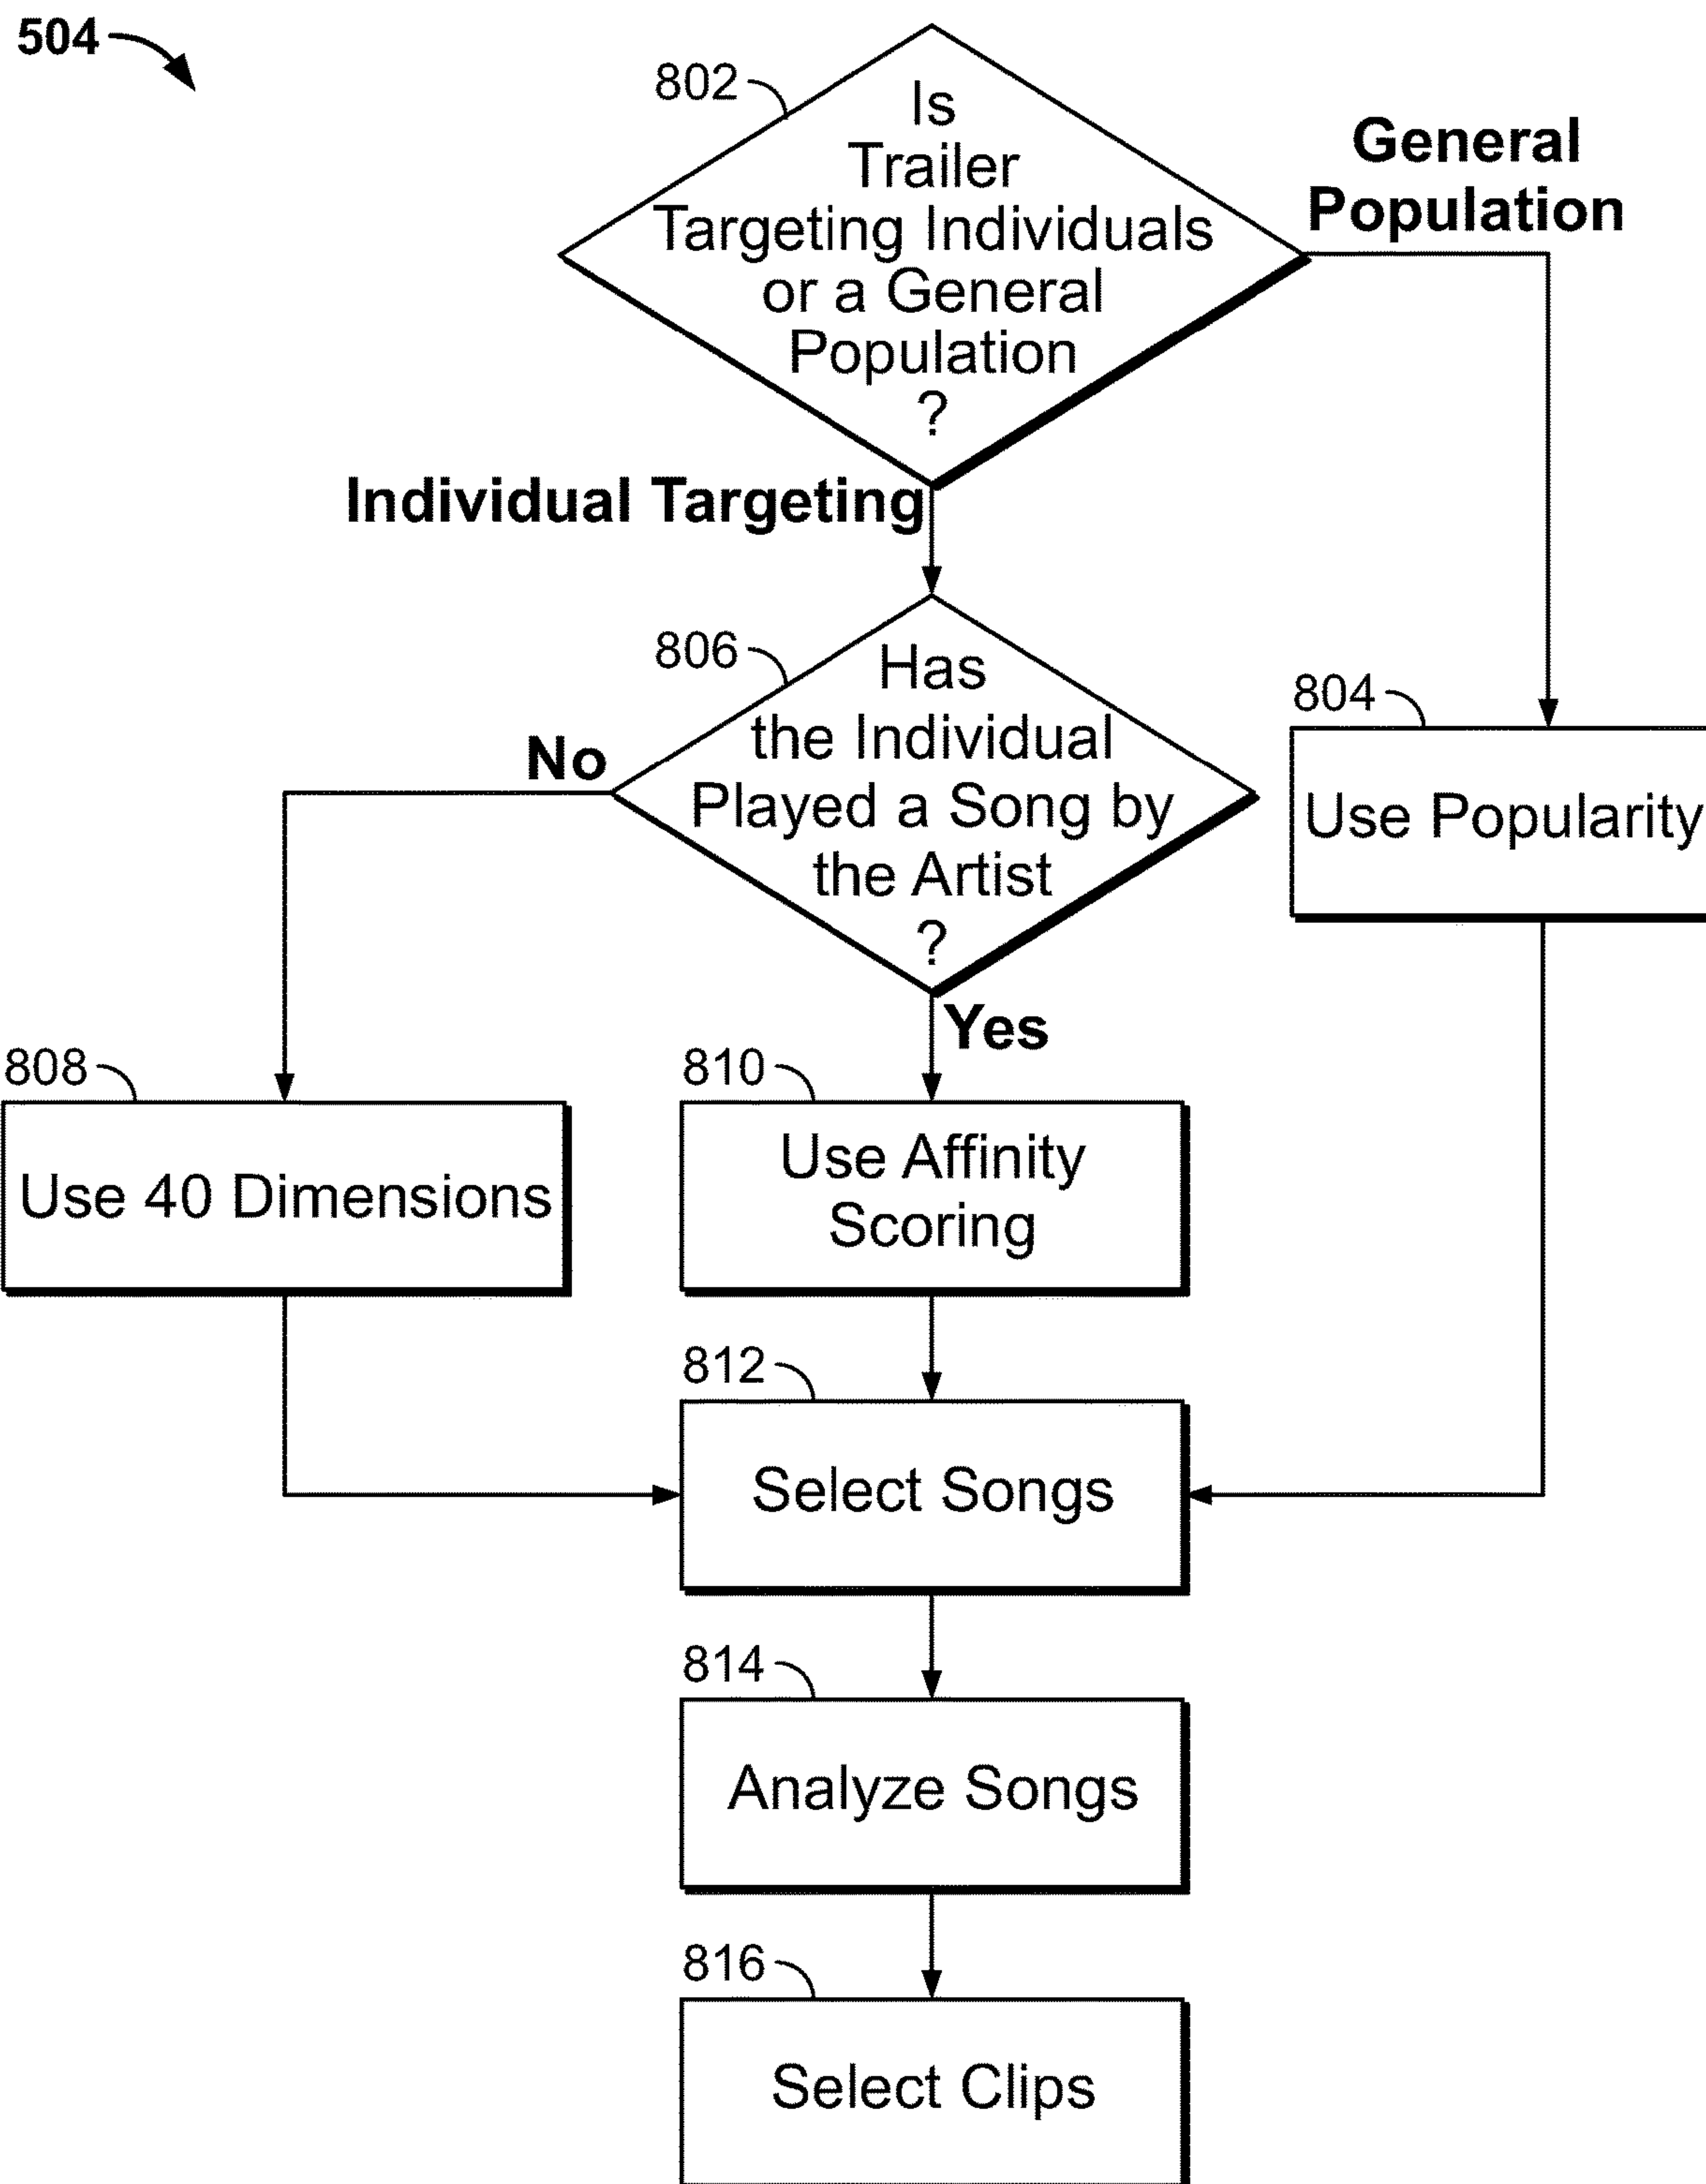 504
802
Is
Trailer
Targeting Individuals
or a General
Population
?
General
Population
Individual Targeting
806
Has
the Individual
Played a Song by
the Artist
?
No
804
Use Popularity
Yes
808
Use 40 Dimensions
810
Use Affinity
Scoring
812
Select Songs
814
Analyze Songs
816
Select Clips